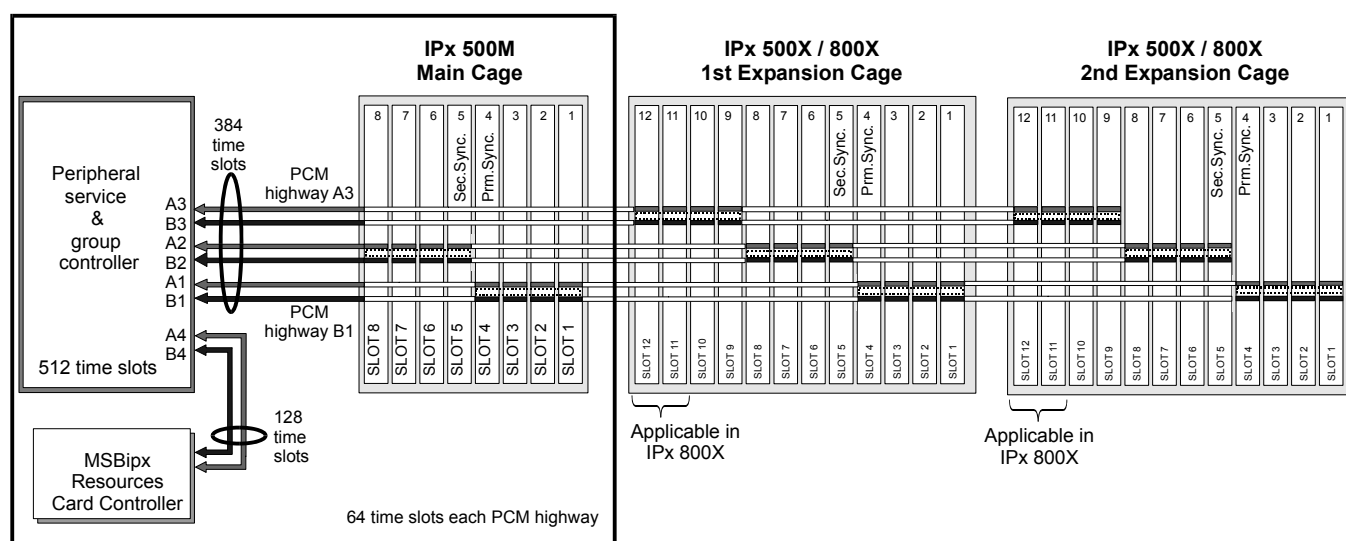 IPx 500M
Main Cage
IPx 500X / 800X
1st Expansion Cage
IPx 500X / 800X
2nd Expansion Cage
8 7 6 5 4 3 2 1
12 11 10 9 8 7 6 5 4 3 2 1
12 11 10 9 8 7 6 5 4 3 2 1
Sec.Sync.
Prm.Sync.
Sec.Sync.
Prm.Sync.
Sec.Sync.
Prm.Sync.
384
time
slots
PCM
highway A3
Peripheral
service
&
group
controller
A3
B3
A2
B2
A1
B1
A4
B4
512 time slots
PCM
highway B1
SLOT 8
SLOT 7
SLOT 6
SLOT 5
SLOT 4
SLOT 3
SLOT 2
SLOT 1
SLOT 12
SLOT 11
SLOT 10
SLOT 9
SLOT 8
SLOT 7
SLOT 6
SLOT 5
SLOT 4
SLOT 3
SLOT 2
SLOT 1
SLOT 12
SLOT 11
SLOT 10
SLOT 9
SLOT 8
SLOT 7
SLOT 6
SLOT 5
SLOT 4
SLOT 3
SLOT 2
SLOT 1
Applicable in
IPx 800X
Applicable in
IPx 800X
128
time
slots
MSBipx
Resources
Card Controller
64 time slots each PCM highway